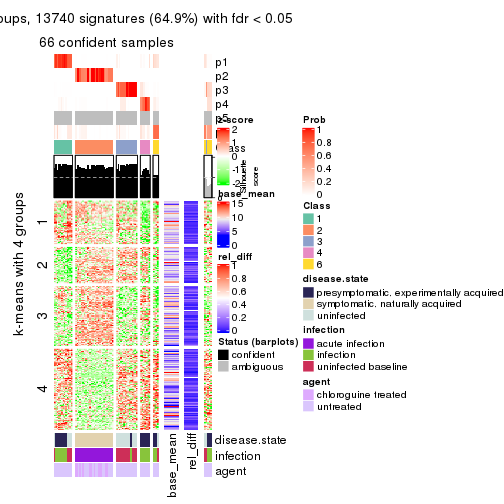 oups, 13740 signatures (64.9%) with fdr < 0.05
66 confident samples
p1
p2
p3
p4
p5
z-score
2
1
0
-1
-2
Class
Silhouette
score
base_mean
15
10
5
0
rel_diff
1
0.8
0.6
0.4
0.2
0
Status (barplots)
confident
ambiguous
Prob
1
0.8
0.6
0.4
0.2
0
Class
1
2
3
4
6
disease.state
presymptomatic. experimentally acquired
symptomatic, naturally acquired
uninfected
infection
acute infection
infection
uninfected baseline
agent
chloroguine treated
untreated
k-means with 4 groups
1
2
3
4
disease.state
infection
agent
base_mean
rel_diff